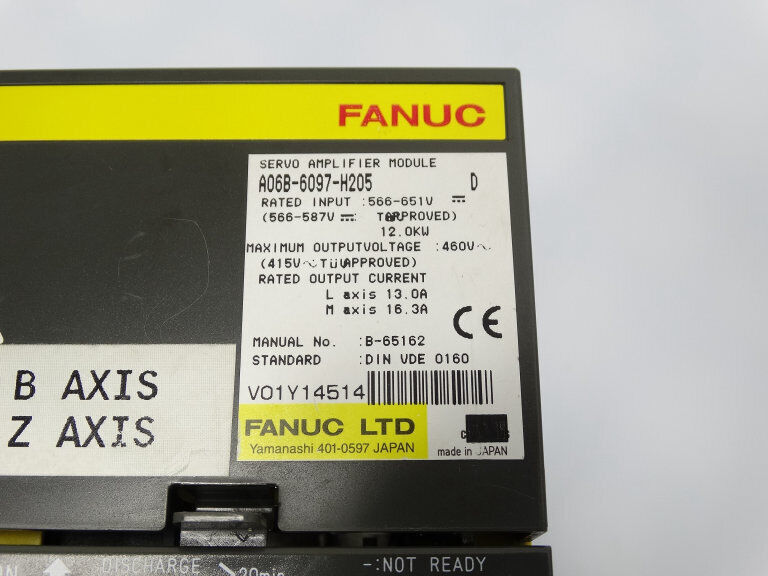 FANUC
SERVO AMPLIFIER MODULE
A06B-6097-H205 D
RATED INPUT :566-651V ⎓
(566-587V ⎓ APPROVED)
12.0KW
MAXIMUM OUTPUTVOLTAGE :460V~
(415V~TÜV APPROVED)
RATED OUTPUT CURRENT
L axis 13.0A
M axis 16.3A
MANUAL No. :B-65162
STANDARD :DIN VDE 0160
CE
V01Y14514
FANUC LTD
Yamanashi 401-0597 JAPAN
made in JAPAN
B AXIS
Z AXIS
DISCHARGE >20min
-:NOT READY